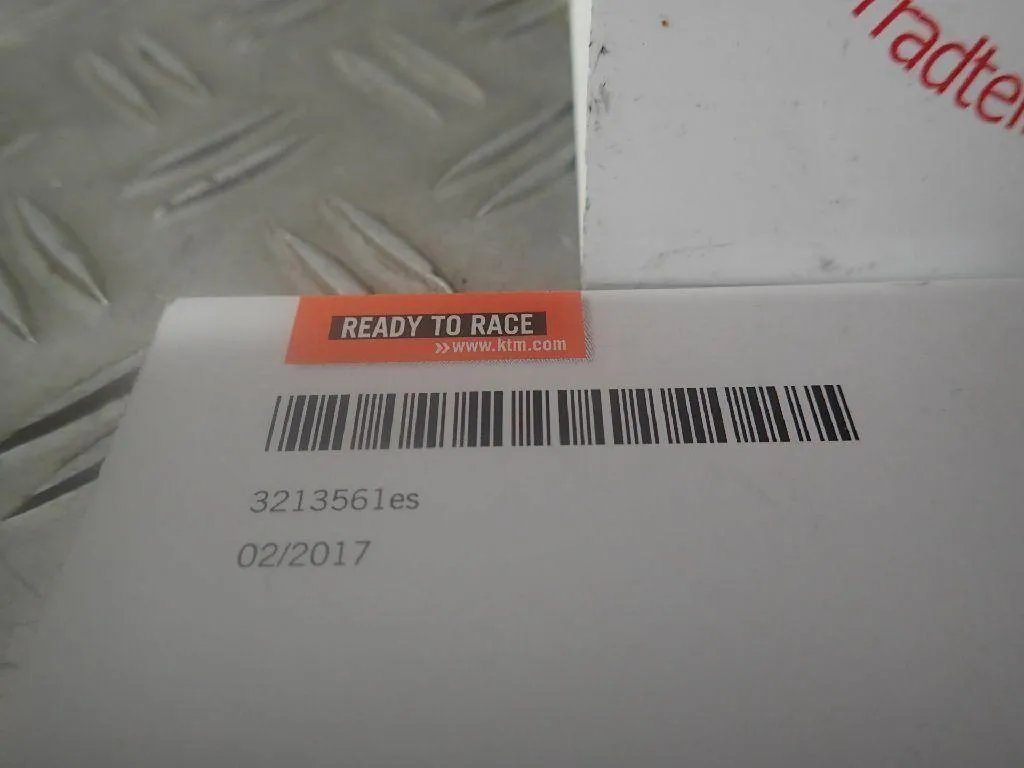 READY TO RACE
»www.ktm.com
3213561es
02/2017